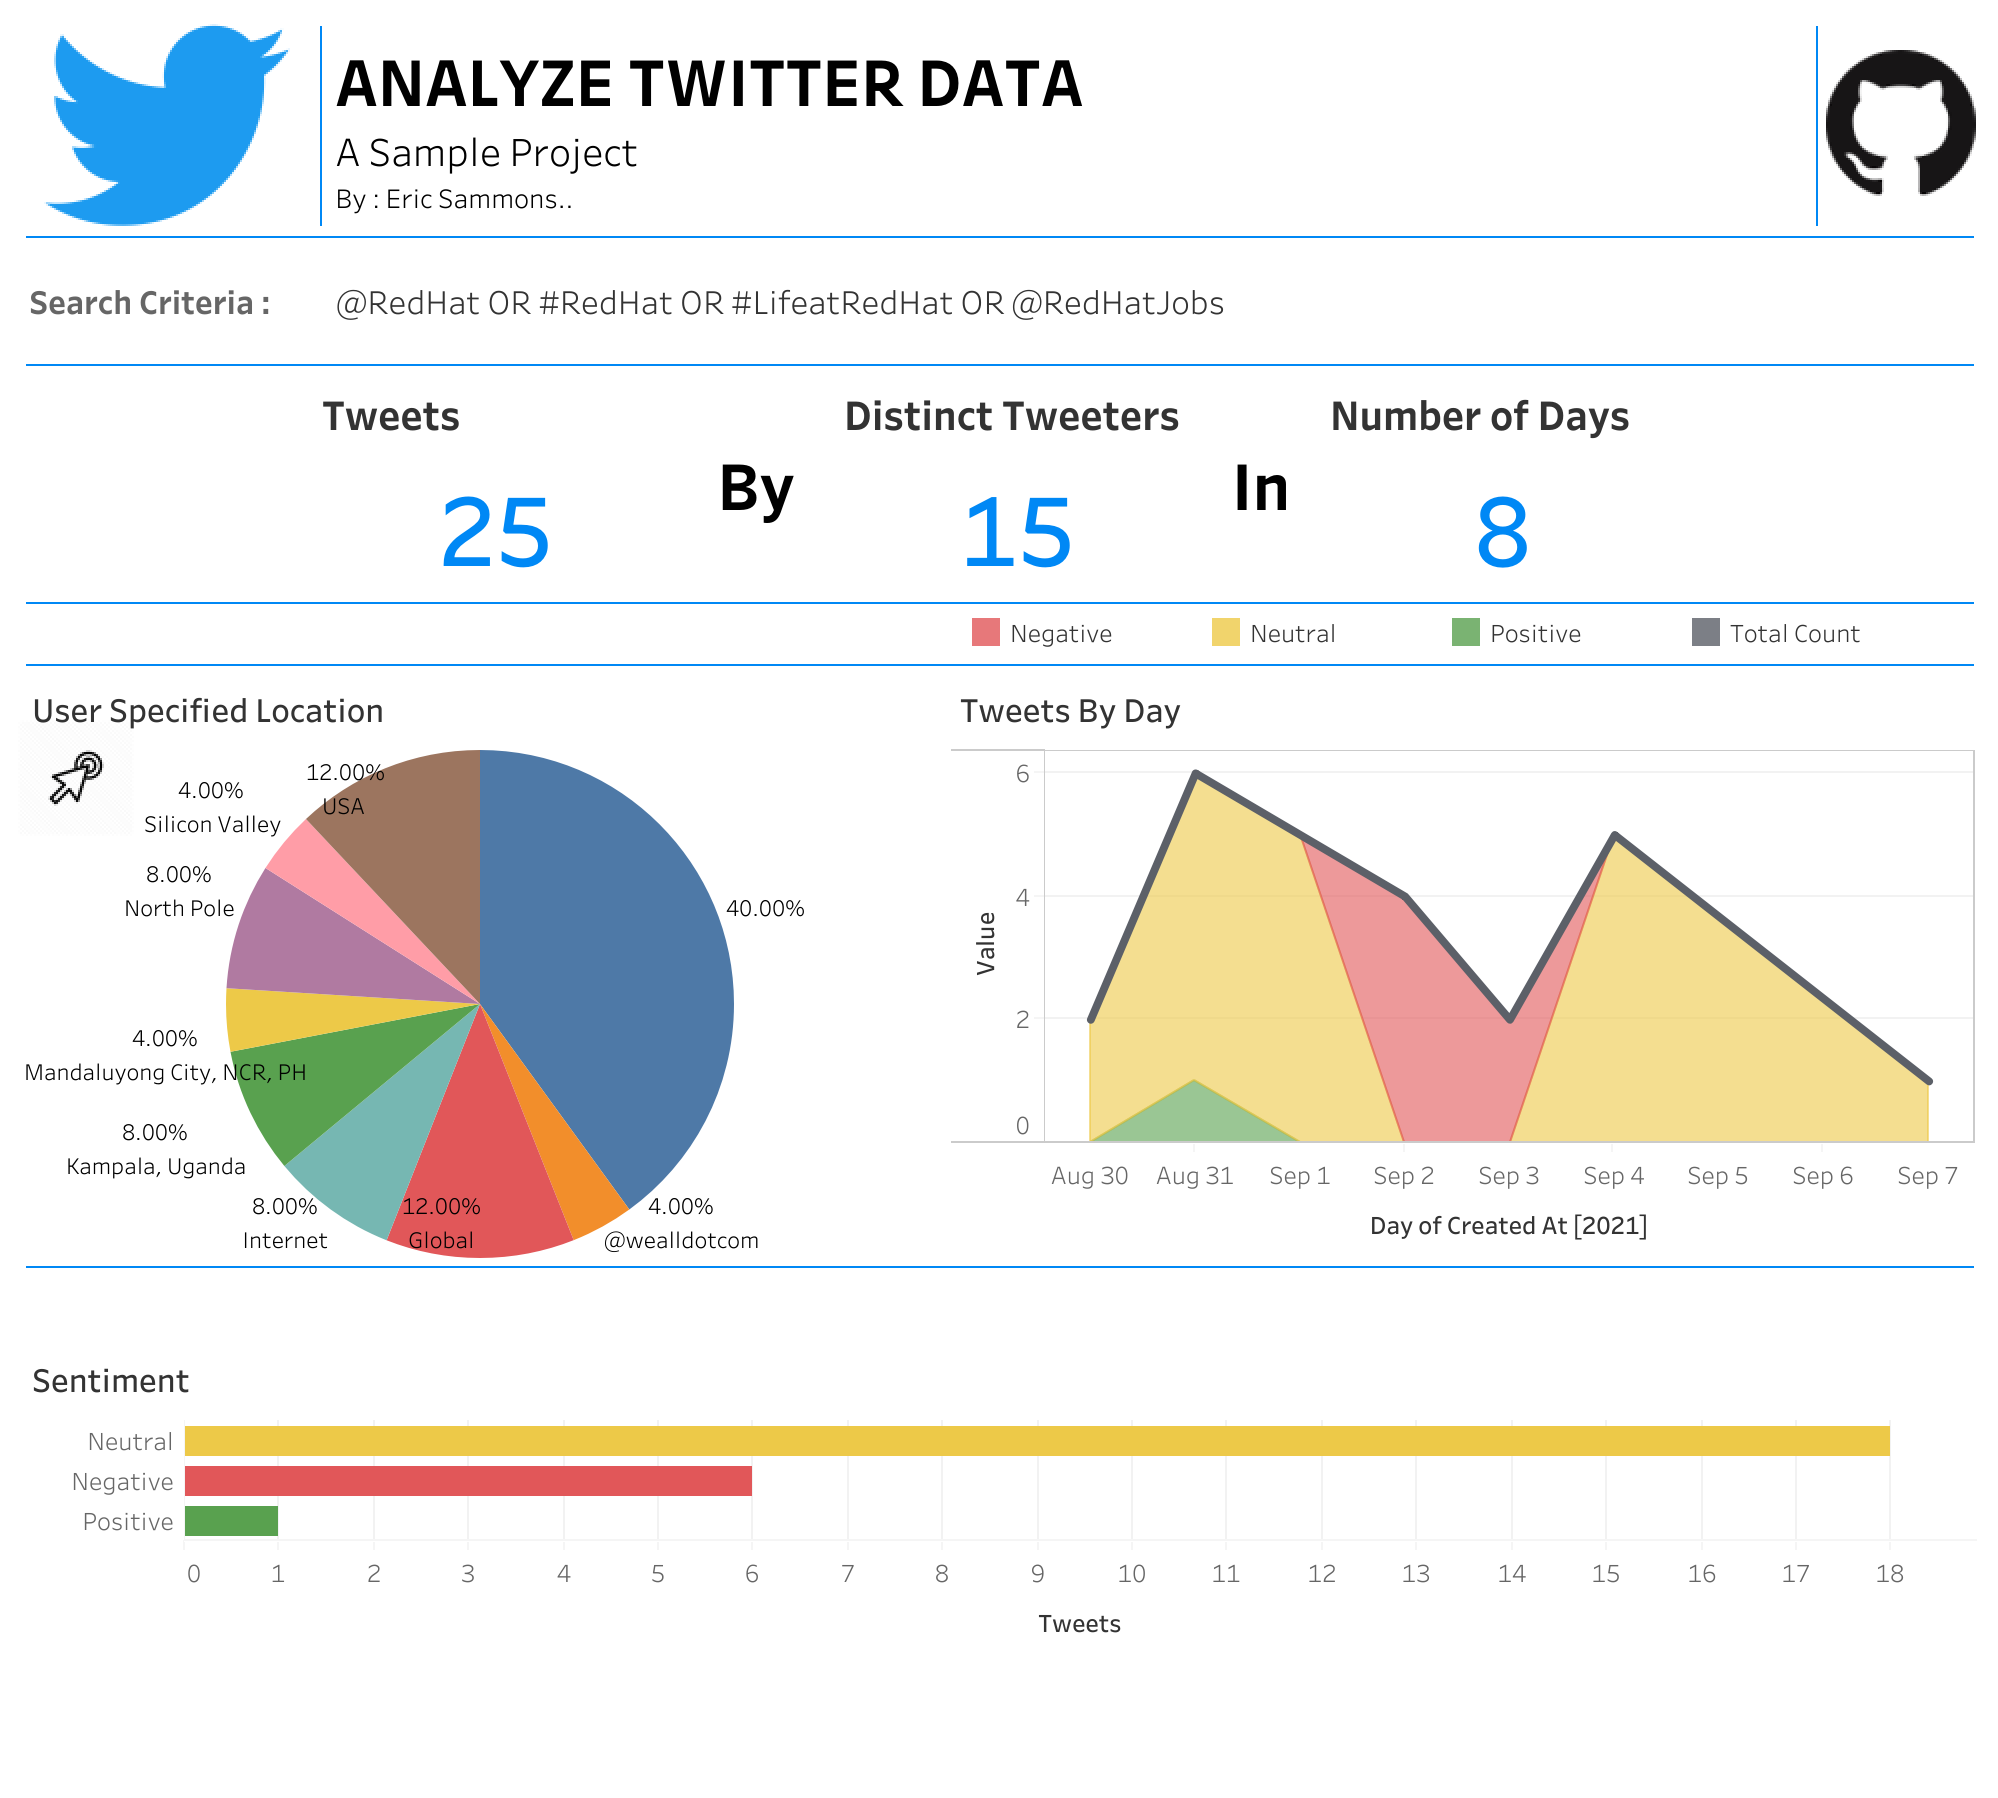 ANALYZE TWITTER DATA
A Sample Project
By : Eric Sammons..
Search Criteria : @RedHat OR #RedHat OR #LifeatRedHat OR @RedHatJobs
Tweets
25
By
Distinct Tweeters
15
In
Number of Days
8
Negative
Neutral
Positive
Total Count
User Specified Location
12.00%
USA
4.00%
Silicon Valley
8.00%
North Pole
40.00%
4.00%
Mandaluyong City, NCR, PH
8.00%
Kampala, Uganda
8.00%
Internet
12.00%
Global
4.00%
@wealldotcom
Tweets By Day
Value
6
4
2
0
Aug 30 Aug 31 Sep 1 Sep 2 Sep 3 Sep 4 Sep 5 Sep 6 Sep 7
Day of Created At [2021]
Sentiment
Neutral
Negative
Positive
0 1 2 3 4 5 6 7 8 9 10 11 12 13 14 15 16 17 18
Tweets